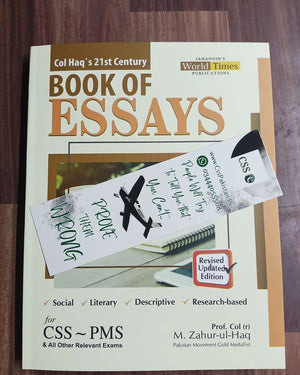 Col Haq`s 21st Century
JAHANGIR'S
World Times
PUBLICATIONS
BOOK OF
ESSAYS
People Will Try
to Tell You That
You Can't.
PROVE
THEM
WRONG
CSS
Revised
Updated
Edition
✓ Social ✓ Literary ✓ Descriptive ✓ Research-based
for
CSS ~ PMS
& All Other Relevant Exams
Prof. Col (r)
M. Zahur-ul-Haq
Pakistan Movement Gold Medallist